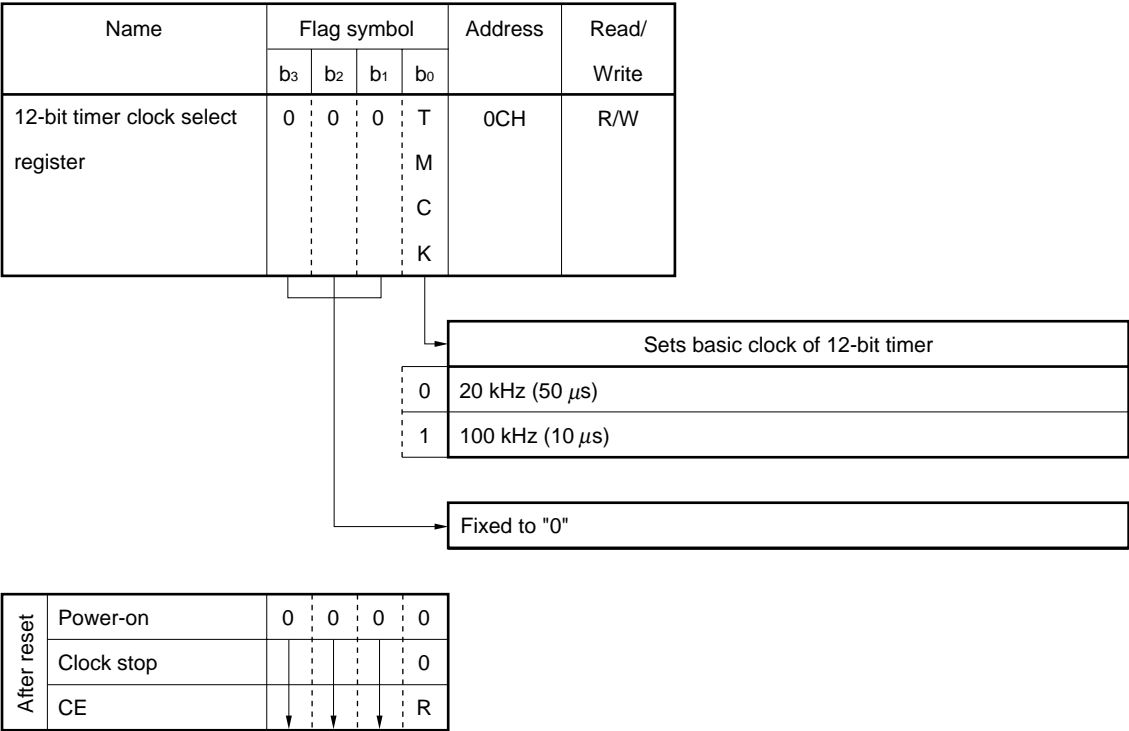 Name Flag symbol Address Read/
b3 b2 b1 b0 Write
12-bit timer clock select 0 0 0 T 0CH R/W
register M
C
K
Sets basic clock of 12-bit timer
0 20 kHz (50 μs)
1 100 kHz (10 μs)
Fixed to "0"
After reset
Power-on 0 0 0 0
Clock stop 0
CE R